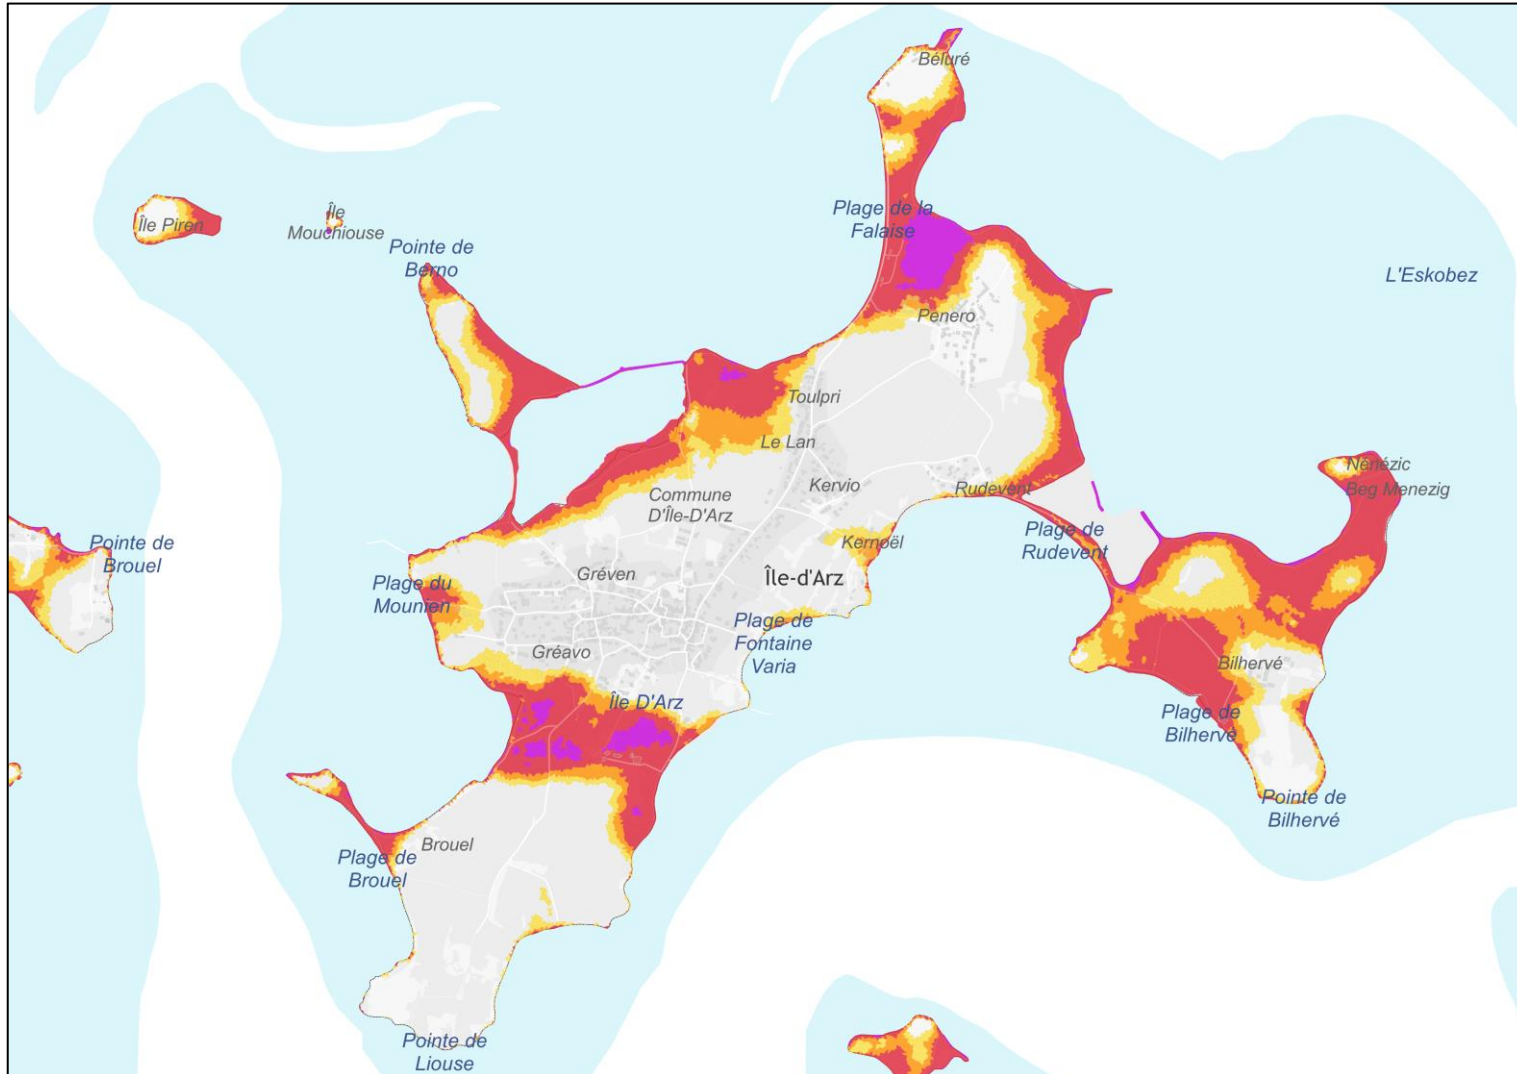 Béluré
Île Piren
Île
Mouchiouse
Plage de la
Falaise
Pointe de
Berno
L'Eskobez
Penero
Toulpri
Le Lan
Nénézic
Beg Menezig
Kervio
Rudevent
Commune
D'Île-D'Arz
Plage de
Rudevent
Pointe de
Brouel
Kernoël
Gréven
Île-d'Arz
Plage du
Mounien
Plage de
Fontaine
Varia
Gréavo
Bilhervé
Île D'Arz
Plage de
Bilhervé
Pointe de
Bilhervé
Brouel
Plage de
Brouel
Pointe de
Liouse